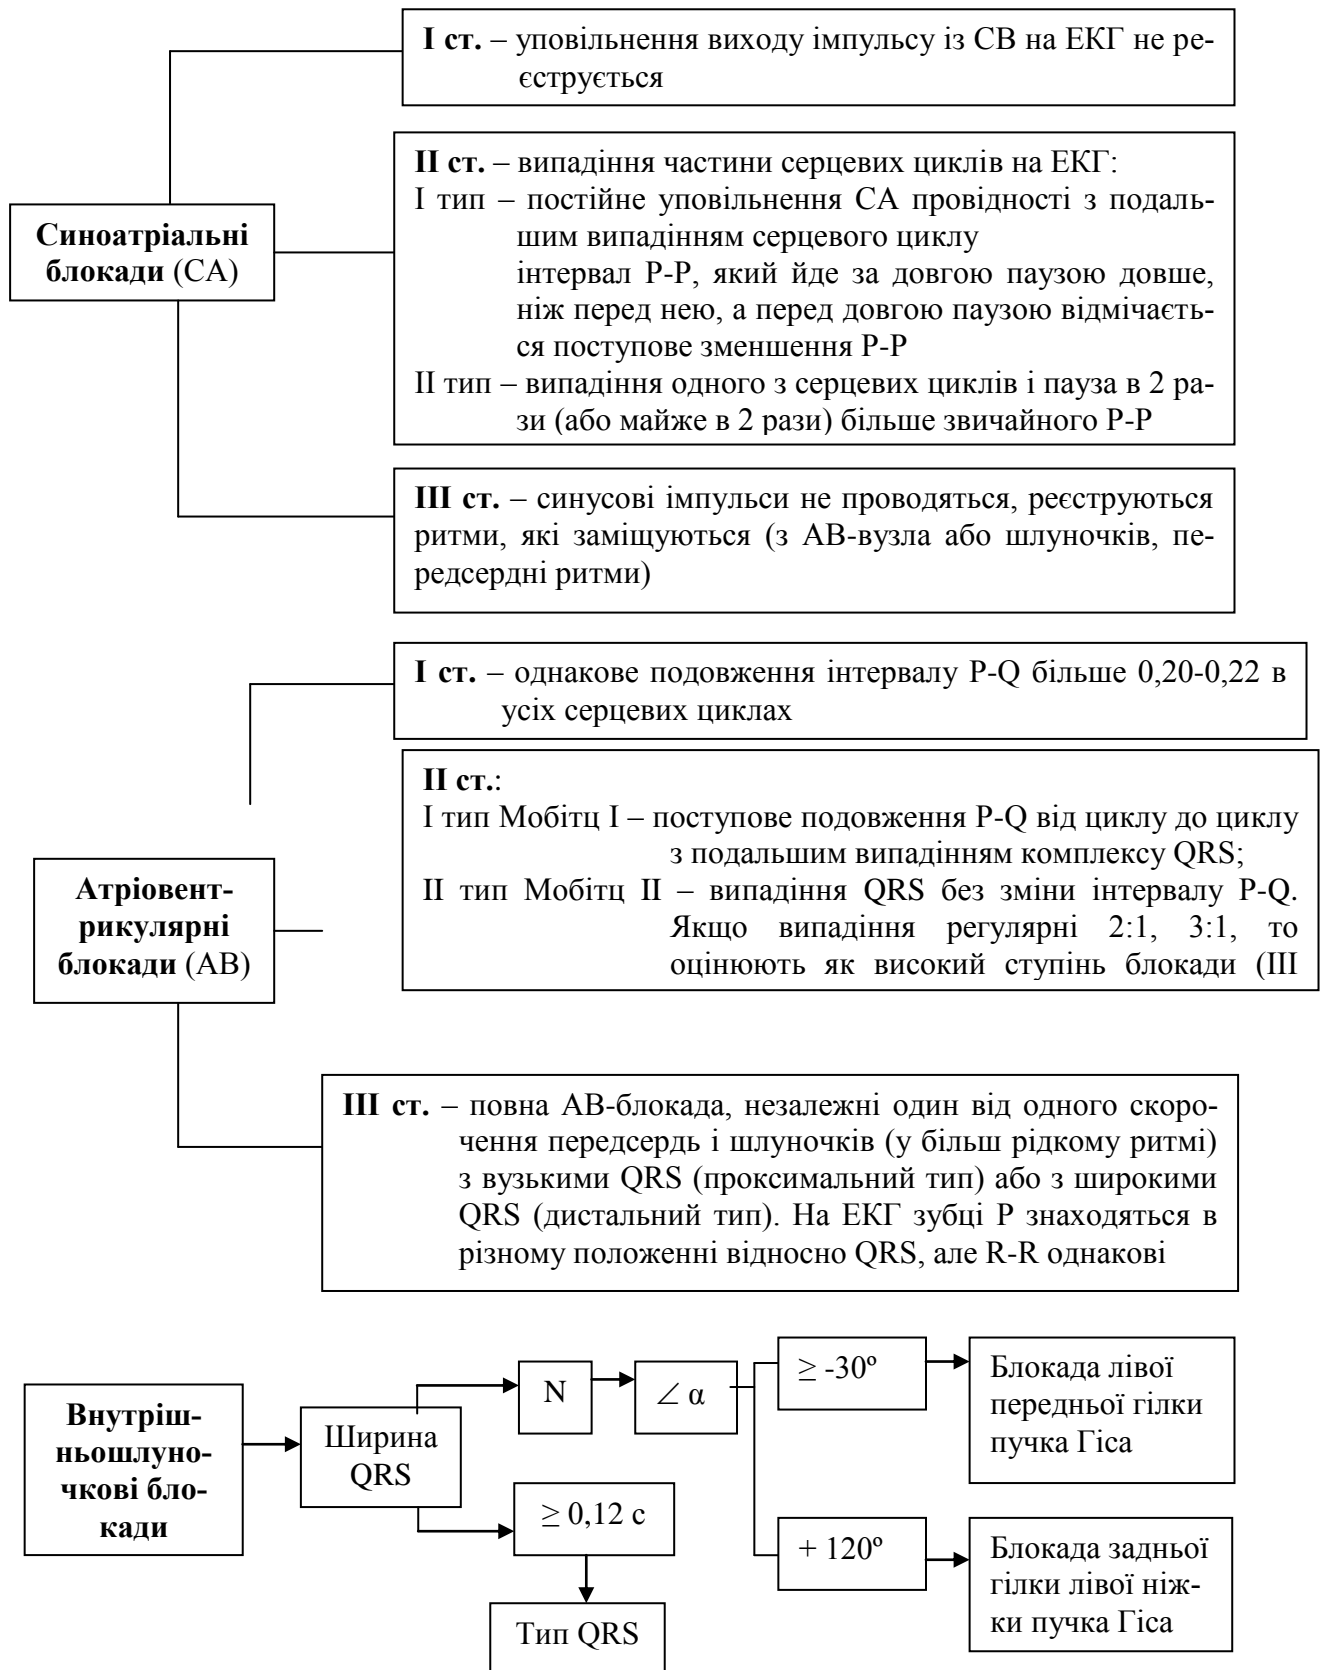 I ст. – уповільнення виходу імпульсу із СВ на ЕКГ не ре-
єструється
II ст. – випадіння частини серцевих циклів на ЕКГ:
I тип – постійне уповільнення СА провідності з подаль-
шим випадінням серцевого циклу
інтервал Р-Р, який йде за довгою паузою довше,
ніж перед нею, а перед довгою паузою відмічаєть-
ся поступове зменшення Р-Р
II тип – випадіння одного з серцевих циклів і пауза в 2 ра-
зи (або майже в 2 рази) більше звичайного Р-Р
Синоатріальні
блокади (СА)
III ст. – синусові імпульси не проводяться, реєструються
ритми, які заміщуються (з АВ-вузла або шлуночків, пе-
редсердні ритми)
I ст. – однакове подовження інтервалу P-Q більше 0,20-0,22 в
усіх серцевих циклах
II ст.:
I тип Мобітц I – поступове подовження P-Q від циклу до циклу
з подальшим випадінням комплексу QRS;
II тип Мобітц II – випадіння QRS без зміни інтервалу P-Q.
Якщо випадіння регулярні 2:1, 3:1, то
оцінюють як високий ступінь блокади (III
Атріовент-
рикулярні
блокади (АВ)
III ст. – повна АВ-блокада, незалежні один від одного скоро-
чення передсердь і шлуночків (у більш рідкому ритмі)
з вузькими QRS (проксимальний тип) або з широкими
QRS (дистальний тип). На ЕКГ зубці Р знаходяться в
різному положенні відносно QRS, але R-R однакові
Внутріш-
ньошлуно-
чкові бло-
кади
Ширина
QRS
N
∠ α
≥ -30º
Блокада лівої
передньої гілки
пучка Гіса
≥ 0,12 с
+ 120º
Блокада задньої
гілки лівої ніж-
ки пучка Гіса
Тип QRS